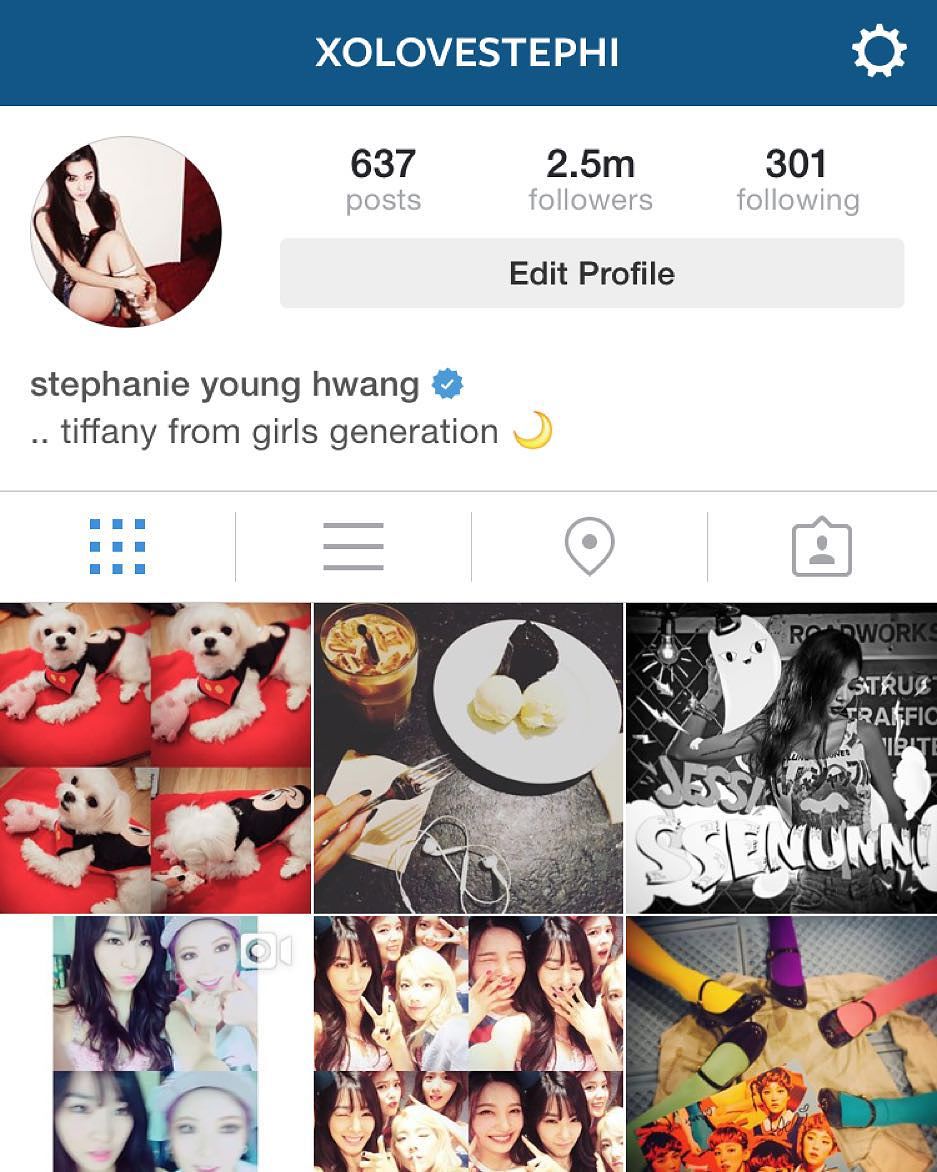 XOLOVESTEPHI
637
2.5m
301
posts
followers
following
Edit Profile
stephanie young hwang
.. tiffany from girls generation 🌙
ROADWORKS
TRAFFIC
JESSI
SSENUNNI